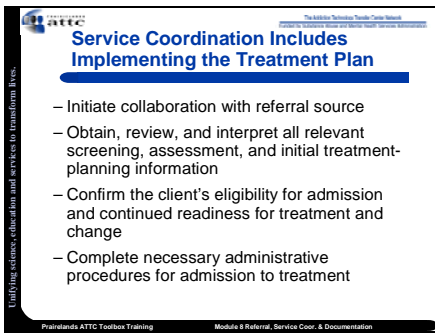 attc
The Addiction Technology Transfer Center Network
Funded by Substance Abuse and Mental Health Services Administration
Service Coordination Includes
Implementing the Treatment Plan
Unifying science, education and services to transform lives.
– Initiate collaboration with referral source
– Obtain, review, and interpret all relevant
screening, assessment, and initial treatment-
planning information
– Confirm the client's eligibility for admission
and continued readiness for treatment and
change
– Complete necessary administrative
procedures for admission to treatment
Prairelands ATTC Toolbox Training
Module 8 Referral, Service Coor. & Documentation